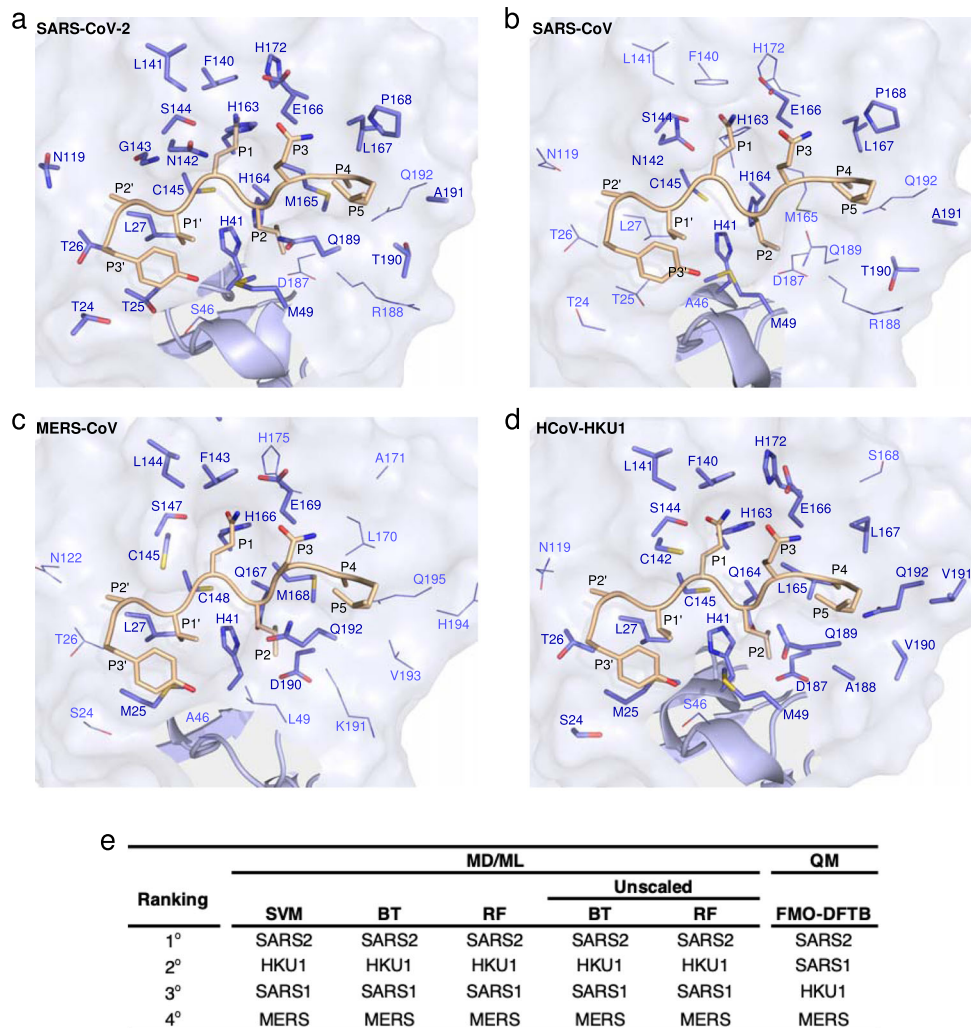 a
SARS-CoV-2
L141
F140
H172
E166
P168
S144
H163
G143
N142
P1
P3
L167
N119
C145
H164
P4
Q192
P2'
M165
P5
A191
L27
P1'
H41
P2
Q189
T26
P3'
D187
T190
T24
T25
S46
M49
R188
b
SARS-CoV
L141
F140
H172
E166
P168
S144
H163
N142
P1
P3
L167
N119
C145
H164
P4
Q192
P2'
M165
P5
A191
L27
P1'
H41
P2
Q189
T26
P3'
D187
T190
T24
T25
A46
M49
R188
c
MERS-CoV
L144
F143
H175
A171
E169
S147
H166
C145
P1
P3
L170
N122
Q167
P4
Q195
P2'
C148
M168
P5
H194
L27
P1'
H41
Q192
T26
P3'
P2
D190
V193
M25
S24
A46
L49
K191
d
HCoV-HKU1
L141
F140
H172
S168
E166
S144
H163
C142
P1
P3
L167
N119
Q164
P4
Q192
V191
P2'
C145
L165
P5
L27
P1'
H41
Q189
T26
P3'
P2
D187
A188
V190
M25
S24
S46
M49
e
MD/ML QM
Unscaled
Ranking
SVM BT RF BT RF FMO-DFTB
1º SARS2 SARS2 SARS2 SARS2 SARS2 SARS2
2º HKU1 HKU1 HKU1 HKU1 HKU1 SARS1
3º SARS1 SARS1 SARS1 SARS1 SARS1 HKU1
4º MERS MERS MERS MERS MERS MERS